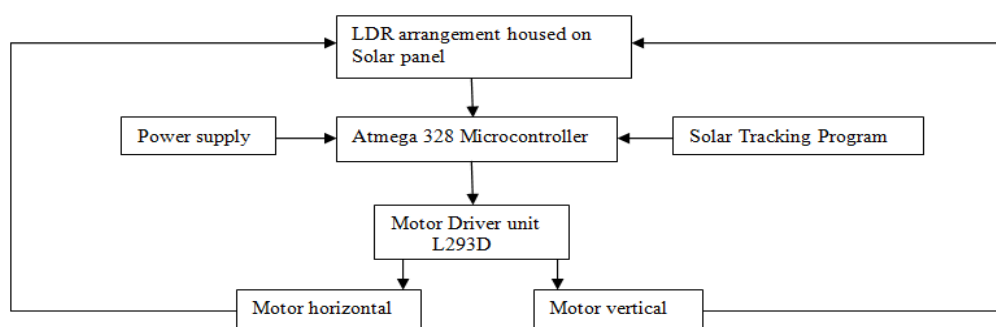 LDR arrangement housed on
Solar panel
Power supply
Atmega 328 Microcontroller
Solar Tracking Program
Motor Driver unit
L293D
Motor horizontal
Motor vertical